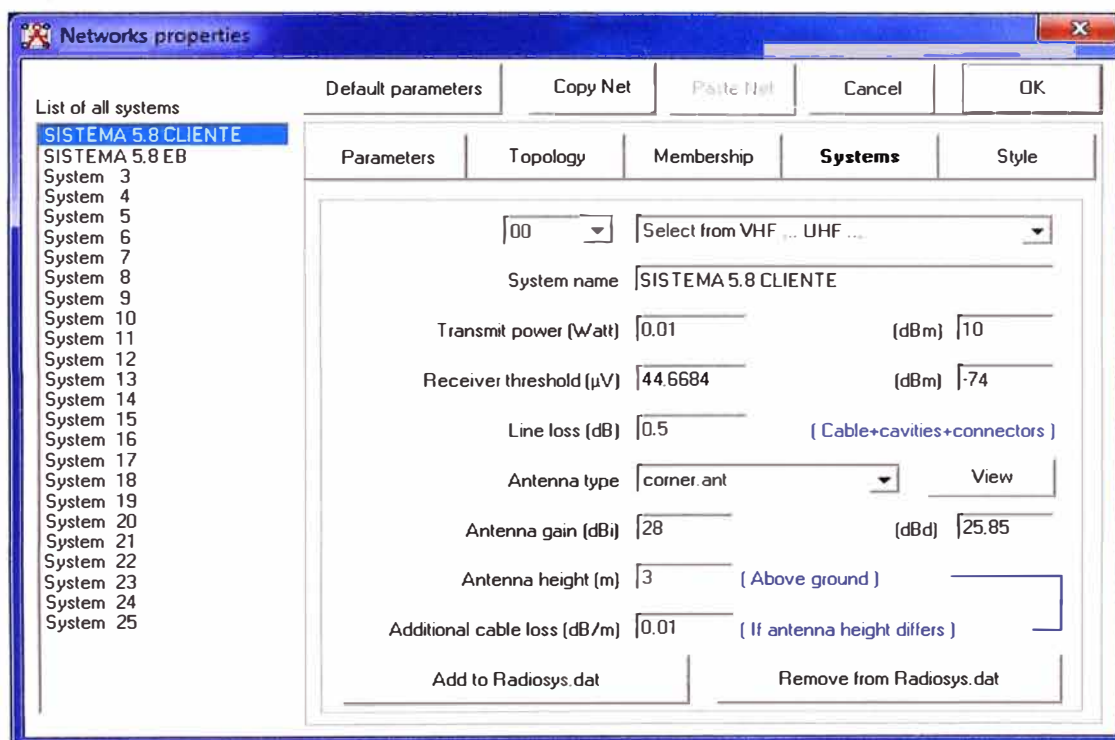 Networks properties
Default parameters
Copy Net
Paste Net
Cancel
OK
List of all systems
SISTEMA 5.8 CLIENTE
SISTEMA 5.8 EB
System 3
System 4
System 5
System 6
System 7
System 8
System 9
System 10
System 11
System 12
System 13
System 14
System 15
System 16
System 17
System 18
System 19
System 20
System 21
System 22
System 23
System 24
System 25
Parameters
Topology
Membership
Systems
Style
00
Select from VHF ... UHF ...
System name SISTEMA 5.8 CLIENTE
Transmit power (Watt) 0.01 (dBm) 10
Receiver threshold (µV) 44.6684 (dBm) -74
Line loss (dB) 0.5 ( Cable+cavities+connectors )
Antenna type corner.ant View
Antenna gain (dBi) 28 (dBd) 25.85
Antenna height (m) 3 ( Above ground )
Additional cable loss (dB/m) 0.01 ( If antenna height differs )
Add to Radiosys.dat
Remove from Radiosys.dat